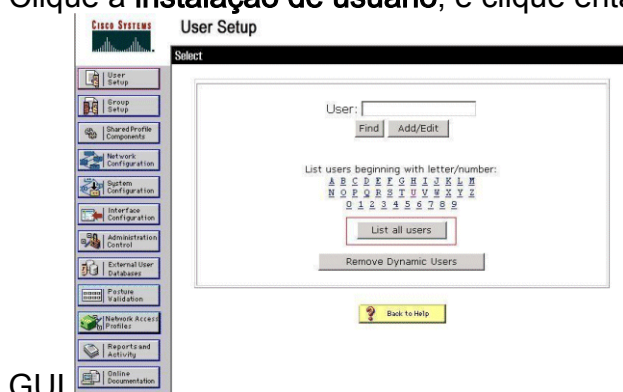 Clique a instalação de usuário, e clique enta
CISCO SYSTEMS
User Setup
Select
User Setup
Group Setup
Shared Profile Components
Network Configuration
System Configuration
Interface Configuration
Administration Control
External User Databases
Posture Validation
Network Access Profiles
Reports and Activity
Online Documentation
User:
Find Add/Edit
List users beginning with letter/number:
A B C D E F G H I J K L M
N O P Q R S T U V W X Y Z
0 1 2 3 4 5 6 7 8 9
List all users
Remove Dynamic Users
? Back to Help
GUI